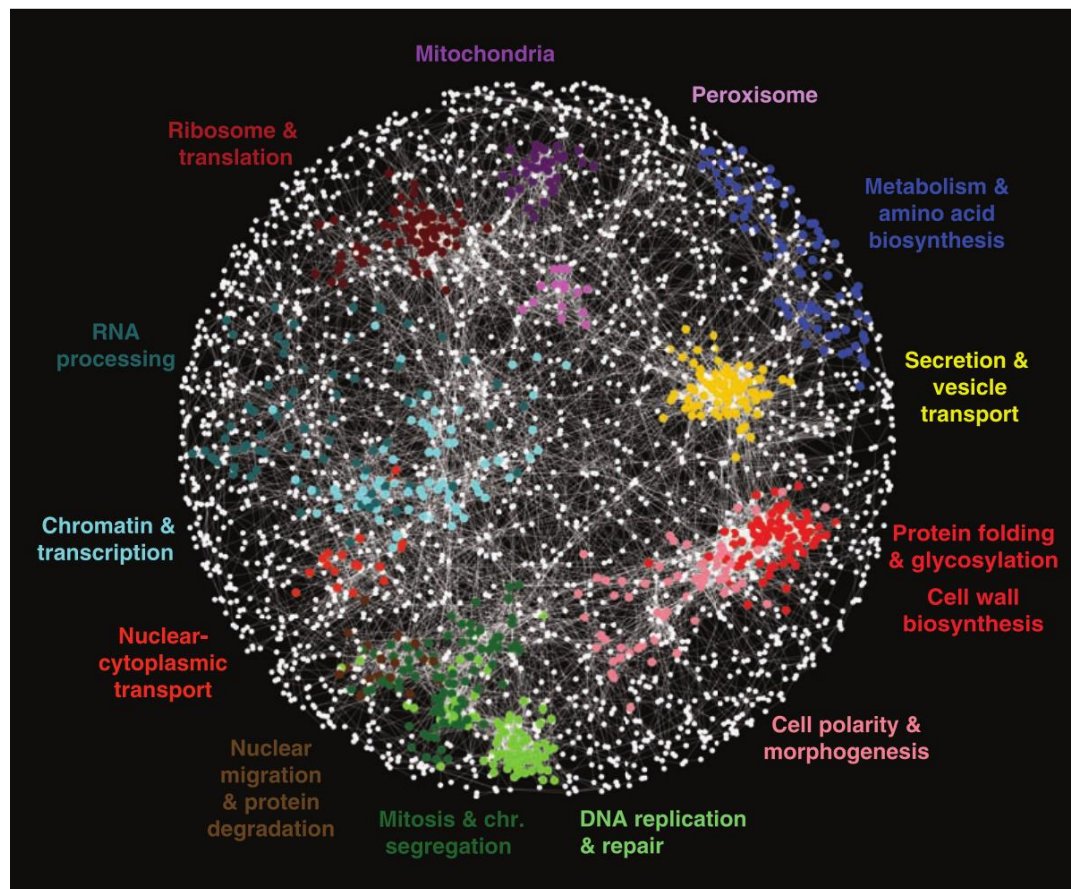 Mitochondria
Peroxisome
Ribosome &
translation
Metabolism &
amino acid
biosynthesis
RNA
processing
Secretion &
vesicle
transport
Chromatin &
transcription
Protein folding
& glycosylation
Cell wall
biosynthesis
Nuclear-
cytoplasmic
transport
Cell polarity &
morphogenesis
Nuclear
migration
& protein
degradation
Mitosis & chr.
segregation
DNA replication
& repair